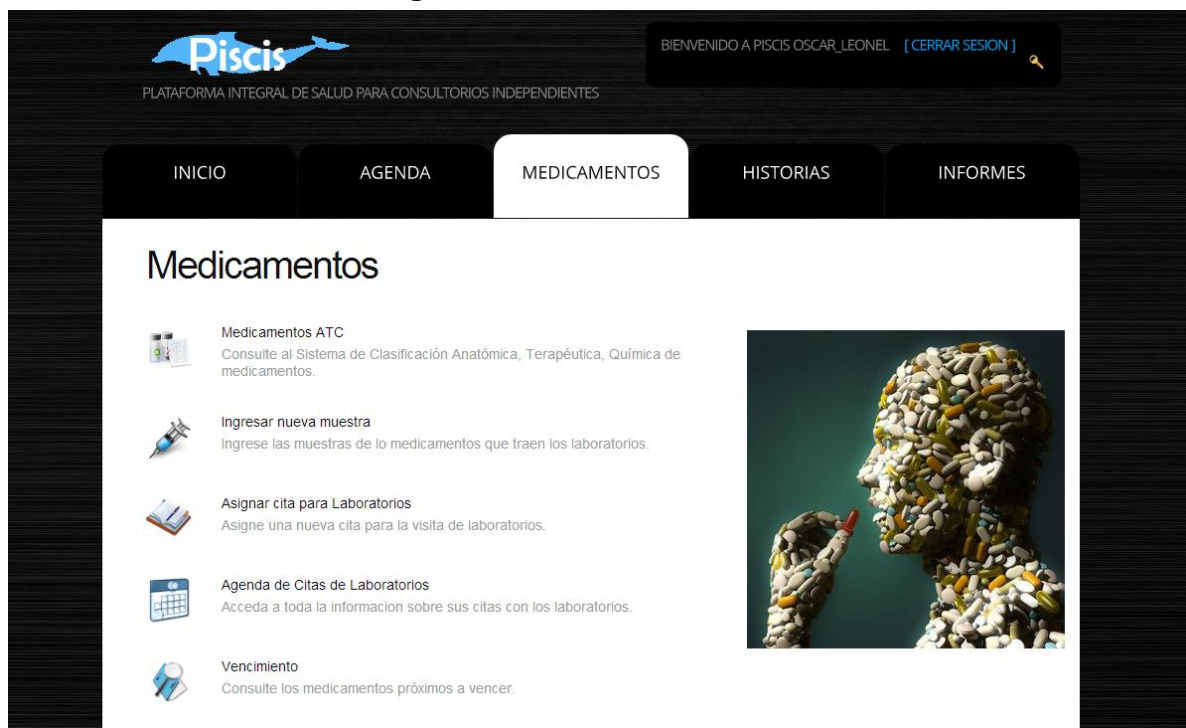 Piscis
BIENVENIDO A PISCIS OSCAR_LEONEL [ CERRAR SESION ]
PLATAFORMA INTEGRAL DE SALUD PARA CONSULTORIOS INDEPENDIENTES
INICIO AGENDA MEDICAMENTOS HISTORIAS INFORMES
Medicamentos
Medicamentos ATC
Consulte al Sistema de Clasificación Anatómica, Terapéutica, Química de
medicamentos.
Ingresar nueva muestra
Ingrese las muestras de lo medicamentos que traen los laboratorios.
Asignar cita para Laboratorios
Asigne una nueva cita para la visita de laboratorios.
Agenda de Citas de Laboratorios
Acceda a toda la informacion sobre sus citas con los laboratorios.
Vencimiento
Consulte los medicamentos próximos a vencer.